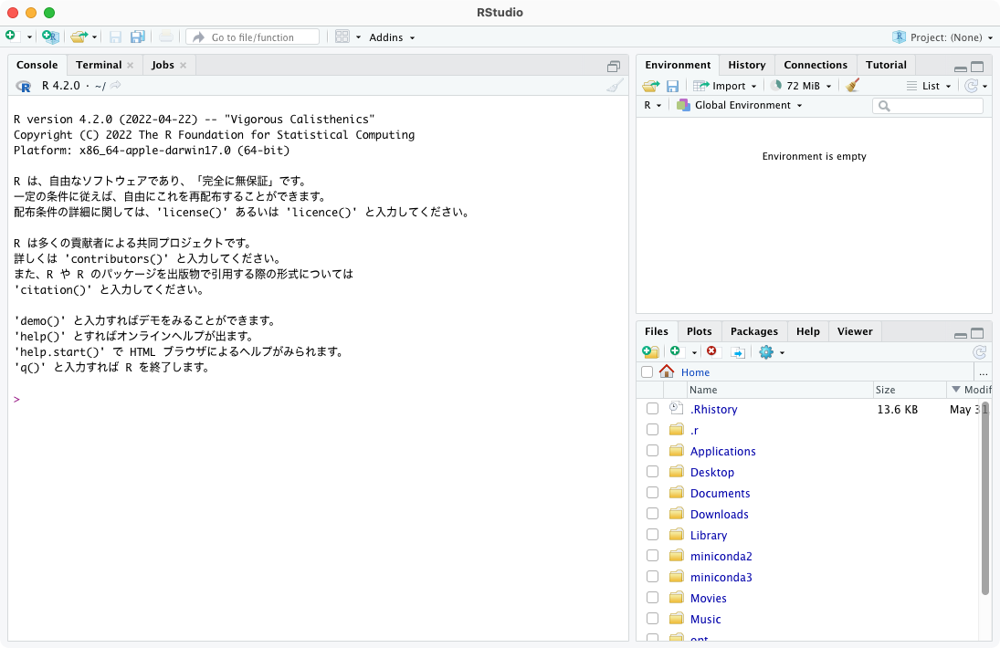 RStudio
Go to file/function
Addins
Project: (None)
Console
Terminal
Jobs
R 4.2.0 · ~/
R version 4.2.0 (2022-04-22) -- "Vigorous Calisthenics"
Copyright (C) 2022 The R Foundation for Statistical Computing
Platform: x86_64-apple-darwin17.0 (64-bit)
R は、自由なソフトウェアであり、「完全に無保証」です。
一定の条件に従えば、自由にこれを再配布することができます。
配布条件の詳細に関しては、'license()' あるいは 'licence()' と入力してください。
R は多くの貢献者による共同プロジェクトです。
詳しくは 'contributors()' と入力してください。
また、R や R のパッケージを出版物で引用する際の形式については
'citation()' と入力してください。
'demo()' と入力すればデモをみることができます。
'help()' とすればオンラインヘルプが出ます。
'help.start()' で HTML ブラウザによるヘルプがみられます。
'q()' と入力すれば R を終了します。
>
Environment
History
Connections
Tutorial
Import
72 MiB
List
R
Global Environment
Environment is empty
Files
Plots
Packages
Help
Viewer
Home
...
Name Size Modif
.Rhistory 13.6 KB May 31,
.r
Applications
Desktop
Documents
Downloads
Library
miniconda2
miniconda3
Movies
Music
opt